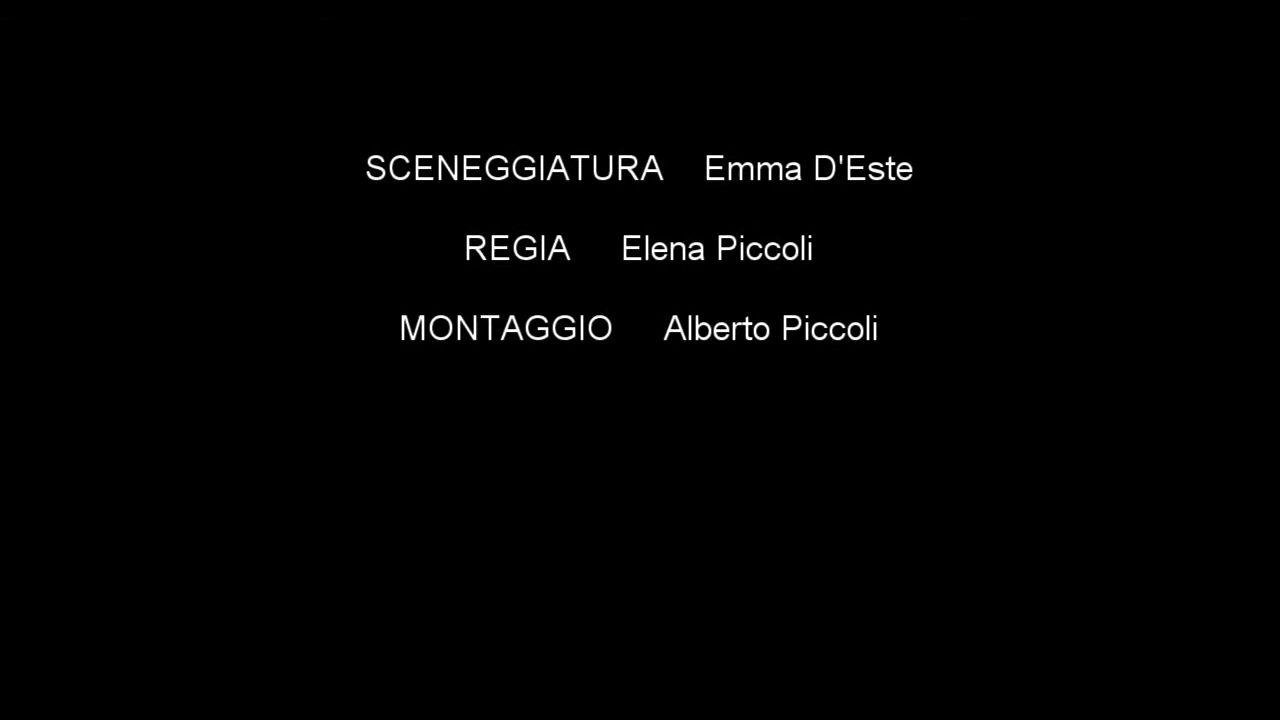 SCENEGGIATURA Emma D'Este
REGIA Elena Piccoli
MONTAGGIO Alberto Piccoli